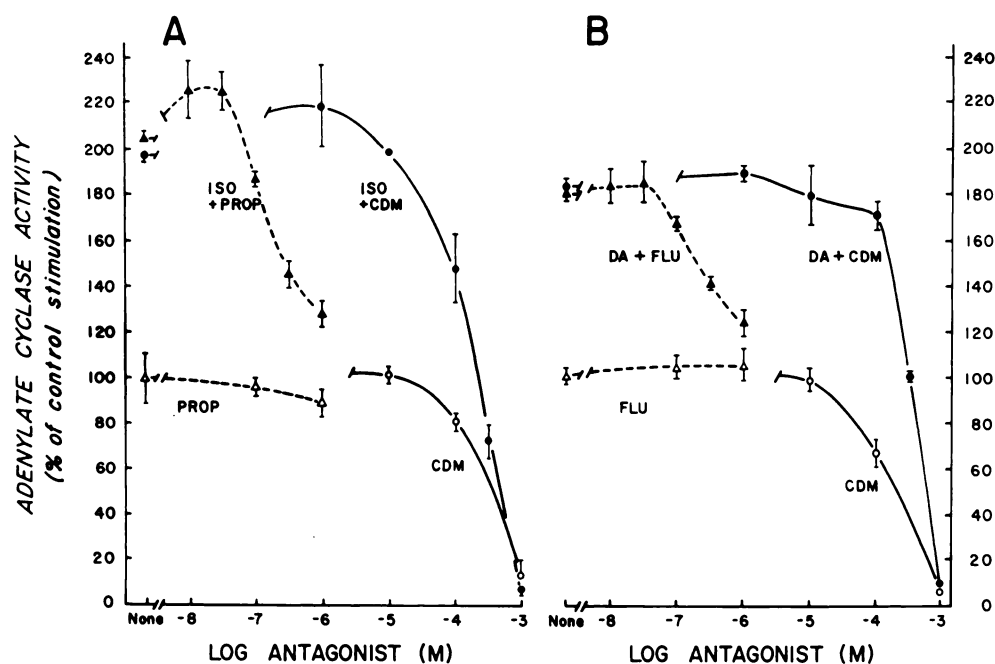 A
B
ADENYLATE CYCLASE ACTIVITY
(% of control stimulation)
240
220
200
180
160
140
120
100
80
60
40
20
0
ISO
+ PROP
ISO
+CDM
PROP
CDM
None
-8
-7
-6
-5
-4
-3
LOG ANTAGONIST (M)
DA + FLU
DA + CDM
FLU
CDM
None
-8
-7
-6
-5
-4
-3
LOG ANTAGONIST (M)
240
220
200
180
160
140
120
100
80
60
40
20
0